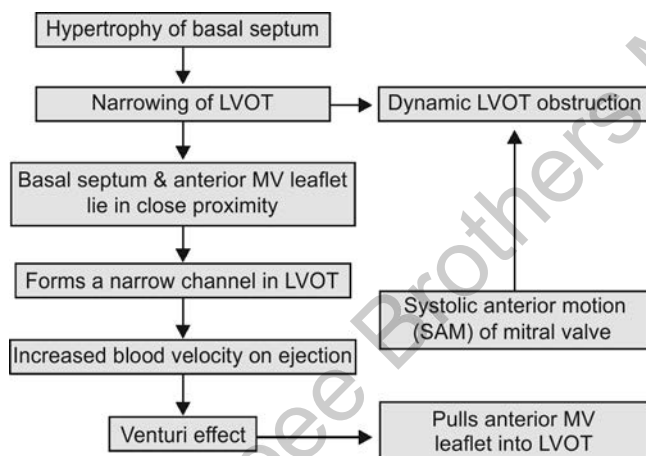 Hypertrophy of basal septum
Narrowing of LVOT
Dynamic LVOT obstruction
Basal septum & anterior MV leaflet
lie in close proximity
Forms a narrow channel in LVOT
Systolic anterior motion
(SAM) of mitral valve
Increased blood velocity on ejection
Venturi effect
Pulls anterior MV
leaflet into LVOT
Brothers